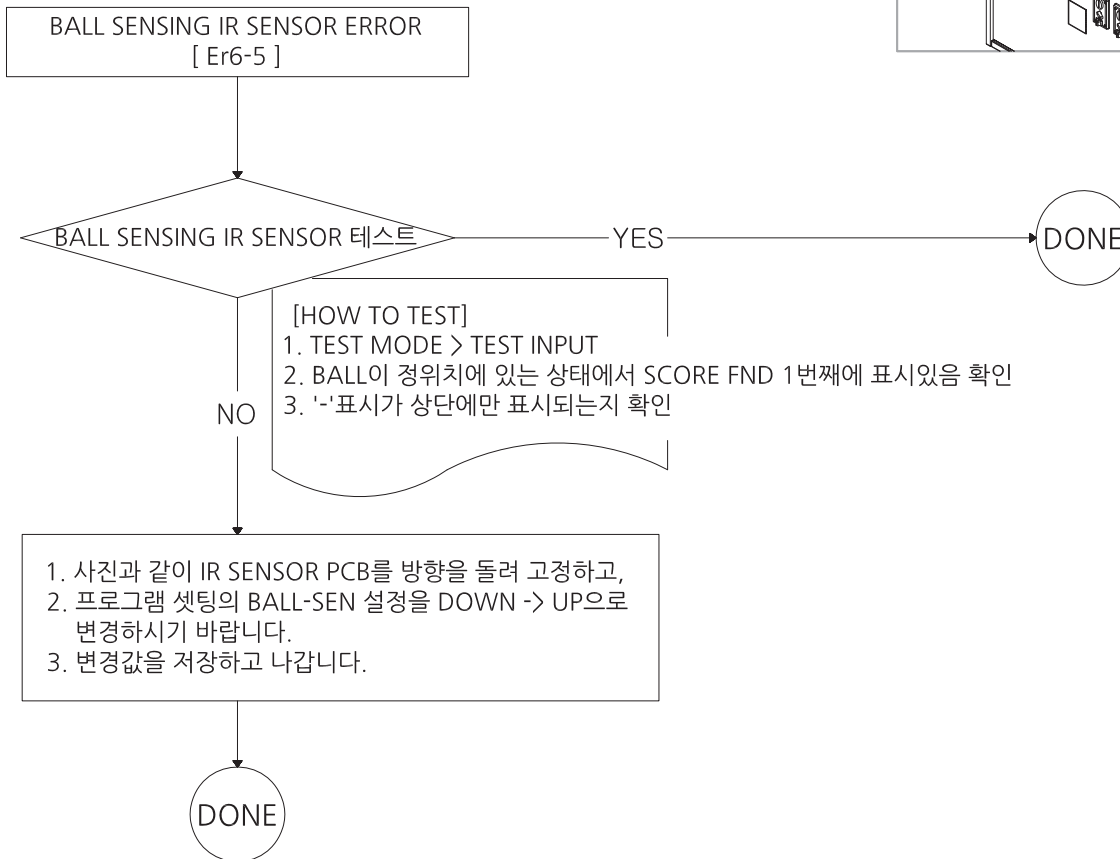 BALL SENSING IR SENSOR ERROR
[ Er6-5 ]
BALL SENSING IR SENSOR 테스트
YES
DONE
[HOW TO TEST]
1. TEST MODE > TEST INPUT
2. BALL이 정위치에 있는 상태에서 SCORE FND 1번째에 표시있음 확인
3. '-'표시가 상단에만 표시되는지 확인
NO
1. 사진과 같이 IR SENSOR PCB를 방향을 돌려 고정하고,
2. 프로그램 셋팅의 BALL-SEN 설정을 DOWN -> UP으로
변경하시기 바랍니다.
3. 변경값을 저장하고 나갑니다.
DONE